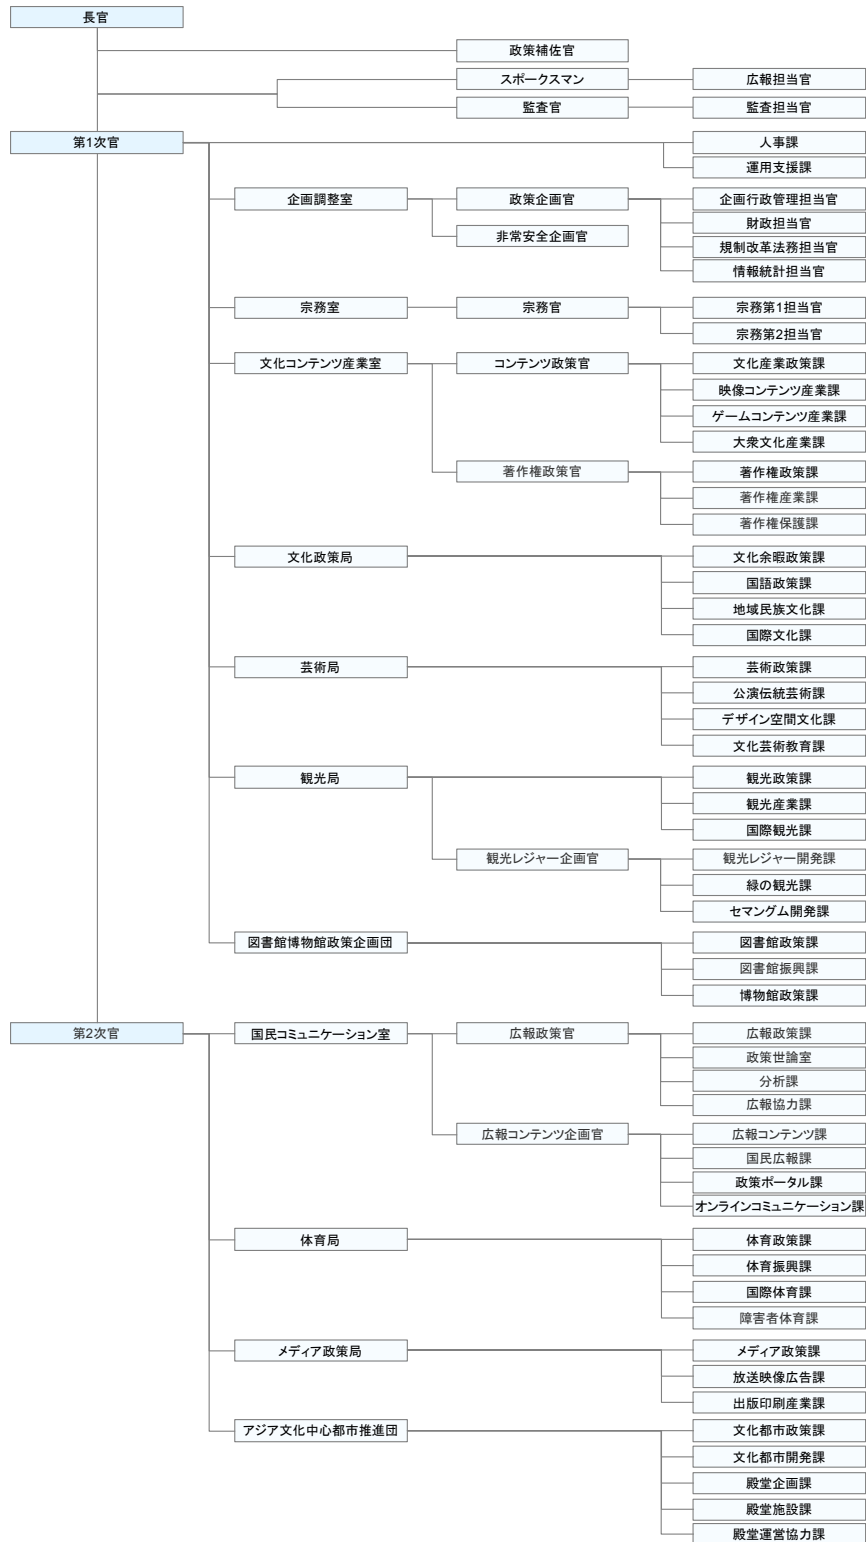 長官
政策補佐官
スポークスマン
広報担当官
監査官
監査担当官
第1次官
人事課
運用支援課
企画調整室
政策企画官
企画行政管理担当官
財政担当官
非常安全企画官
規制改革法務担当官
情報統計担当官
宗務室
宗務官
宗務第1担当官
宗務第2担当官
文化コンテンツ産業室
コンテンツ政策官
文化産業政策課
映像コンテンツ産業課
ゲームコンテンツ産業課
大衆文化産業課
著作権政策官
著作権政策課
著作権産業課
著作権保護課
文化政策局
文化余暇政策課
国語政策課
地域民族文化課
国際文化課
芸術局
芸術政策課
公演伝統芸術課
デザイン空間文化課
文化芸術教育課
観光局
観光政策課
観光産業課
国際観光課
観光レジャー企画官
観光レジャー開発課
緑の観光課
セマングム開発課
図書館博物館政策企画団
図書館政策課
図書館振興課
博物館政策課
第2次官
国民コミュニケーション室
広報政策官
広報政策課
政策世論室
分析課
広報協力課
広報コンテンツ企画官
広報コンテンツ課
国民広報課
政策ポータル課
オンラインコミュニケーション課
体育局
体育政策課
体育振興課
国際体育課
障害者体育課
メディア政策局
メディア政策課
放送映像広告課
出版印刷産業課
アジア文化中心都市推進団
文化都市政策課
文化都市開発課
殿堂企画課
殿堂施設課
殿堂運営協力課